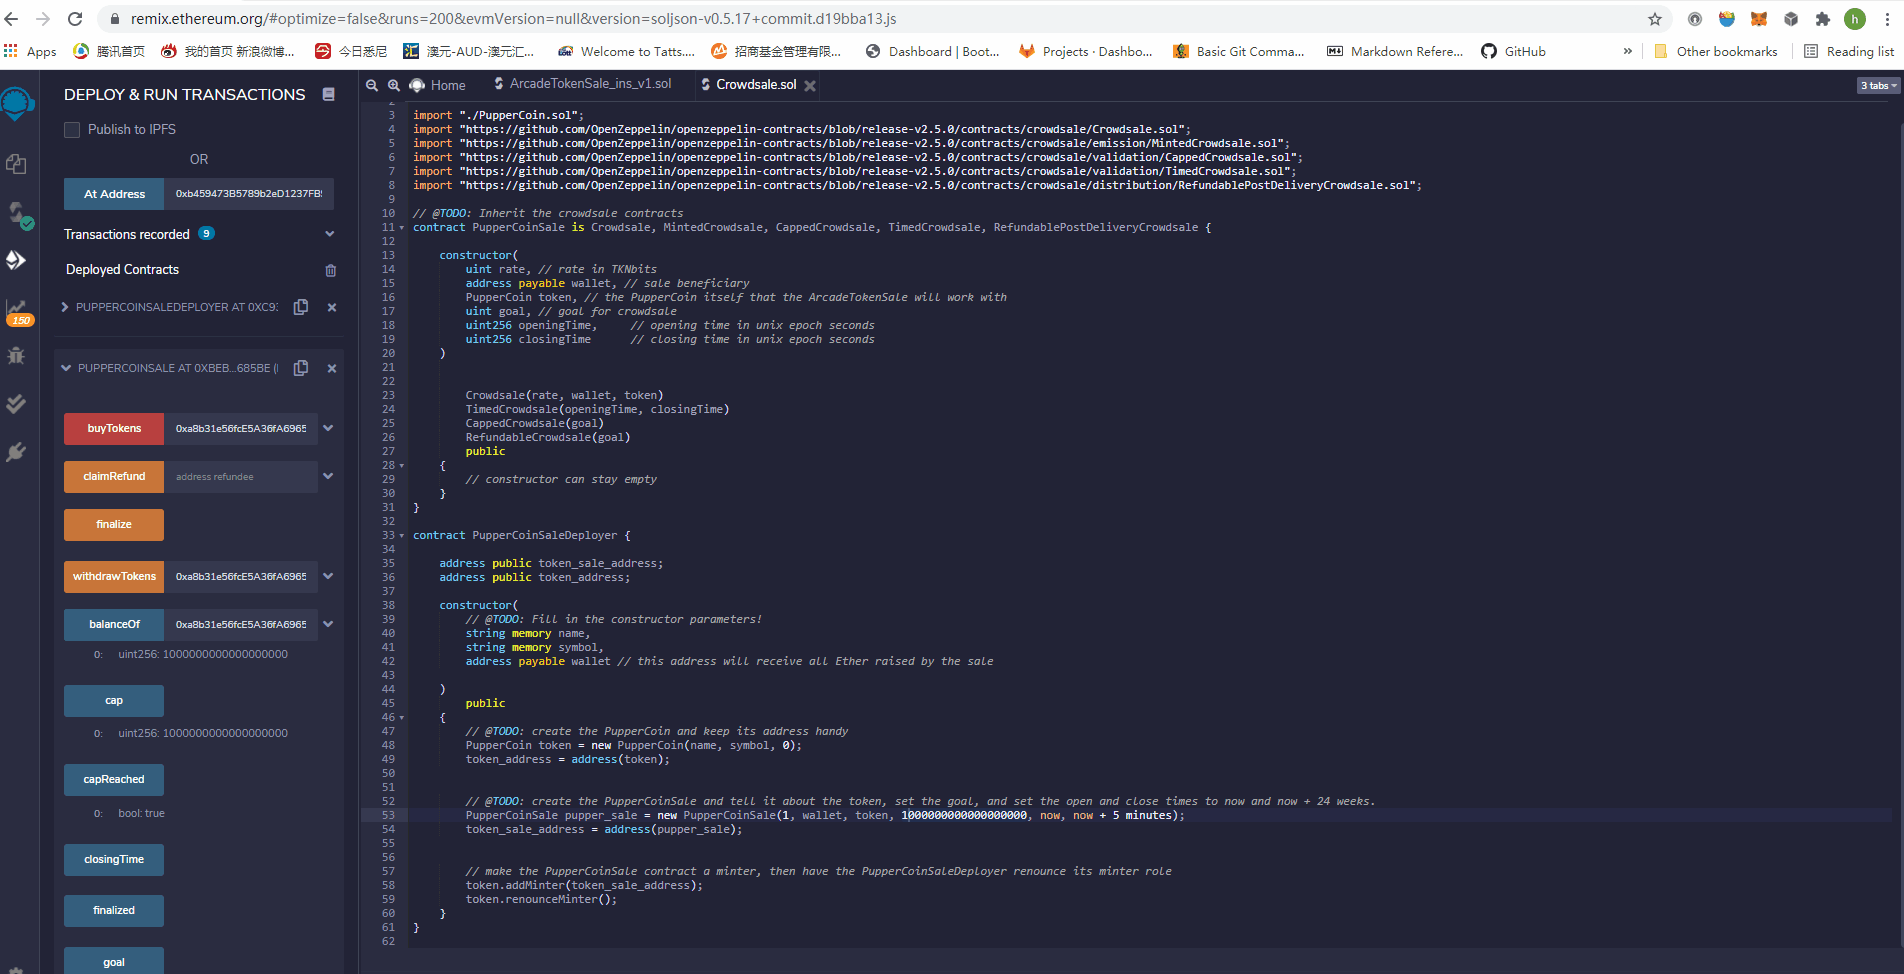 remix.ethereum.org/#optimize=false&runs=200&evmVersion=null&version=soljson-v0.5.17+commit.d19bba13.js
h
Apps 腾讯首页 我的首页 新浪微博... 今日悉尼 澳元-AUD-澳元汇... Welcome to Tatts.... 招商基金管理有限... Dashboard | Boot... Projects · Dashbo... Basic Git Comma... Markdown Refere... GitHub » Other bookmarks Reading list
DEPLOY & RUN TRANSACTIONS
Publish to IPFS
OR
At Address 0xb459473B5789b2eD1237FB
Transactions recorded 9
Deployed Contracts
PUPPERCOINSALEDEPLOYER AT 0XC93
150
PUPPERCOINSALE AT 0XBEB...685BE (
buyTokens 0xa8b31e56fcE5A36fA6965
claimRefund address refundee
finalize
withdrawTokens 0xa8b31e56fcE5A36fA6965
balanceOf 0xa8b31e56fcE5A36fA6965
0: uint256: 1000000000000000000
cap
0: uint256: 1000000000000000000
capReached
0: bool: true
closingTime
finalized
goal
Home ArcadeTokenSale_ins_v1.sol Crowdsale.sol 3 tabs
2
3 import "./PupperCoin.sol";
4 import "https://github.com/OpenZeppelin/openzeppelin-contracts/blob/release-v2.5.0/contracts/crowdsale/Crowdsale.sol";
5 import "https://github.com/OpenZeppelin/openzeppelin-contracts/blob/release-v2.5.0/contracts/crowdsale/emission/MintedCrowdsale.sol";
6 import "https://github.com/OpenZeppelin/openzeppelin-contracts/blob/release-v2.5.0/contracts/crowdsale/validation/CappedCrowdsale.sol";
7 import "https://github.com/OpenZeppelin/openzeppelin-contracts/blob/release-v2.5.0/contracts/crowdsale/validation/TimedCrowdsale.sol";
8 import "https://github.com/OpenZeppelin/openzeppelin-contracts/blob/release-v2.5.0/contracts/crowdsale/distribution/RefundablePostDeliveryCrowdsale.sol";
9
10 // @TODO: Inherit the crowdsale contracts
11 contract PupperCoinSale is Crowdsale, MintedCrowdsale, CappedCrowdsale, TimedCrowdsale, RefundablePostDeliveryCrowdsale {
12
13 constructor(
14 uint rate, // rate in TKNbits
15 address payable wallet, // sale beneficiary
16 PupperCoin token, // the PupperCoin itself that the ArcadeTokenSale will work with
17 uint goal, // goal for crowdsale
18 uint256 openingTime, // opening time in unix epoch seconds
19 uint256 closingTime // closing time in unix epoch seconds
20 )
21
22
23 Crowdsale(rate, wallet, token)
24 TimedCrowdsale(openingTime, closingTime)
25 CappedCrowdsale(goal)
26 RefundableCrowdsale(goal)
27 public
28 {
29 // constructor can stay empty
30 }
31 }
32
33 contract PupperCoinSaleDeployer {
34
35 address public token_sale_address;
36 address public token_address;
37
38 constructor(
39 // @TODO: Fill in the constructor parameters!
40 string memory name,
41 string memory symbol,
42 address payable wallet // this address will receive all Ether raised by the sale
43
44 )
45 public
46 {
47 // @TODO: create the PupperCoin and keep its address handy
48 PupperCoin token = new PupperCoin(name, symbol, 0);
49 token_address = address(token);
50
51
52 // @TODO: create the PupperCoinSale and tell it about the token, set the goal, and set the open and close times to now and now + 24 weeks.
53 PupperCoinSale pupper_sale = new PupperCoinSale(1, wallet, token, 1000000000000000000, now, now + 5 minutes);
54 token_sale_address = address(pupper_sale);
55
56
57 // make the PupperCoinSale contract a minter, then have the PupperCoinSaleDeployer renounce its minter role
58 token.addMinter(token_sale_address);
59 token.renounceMinter();
60 }
61 }
62